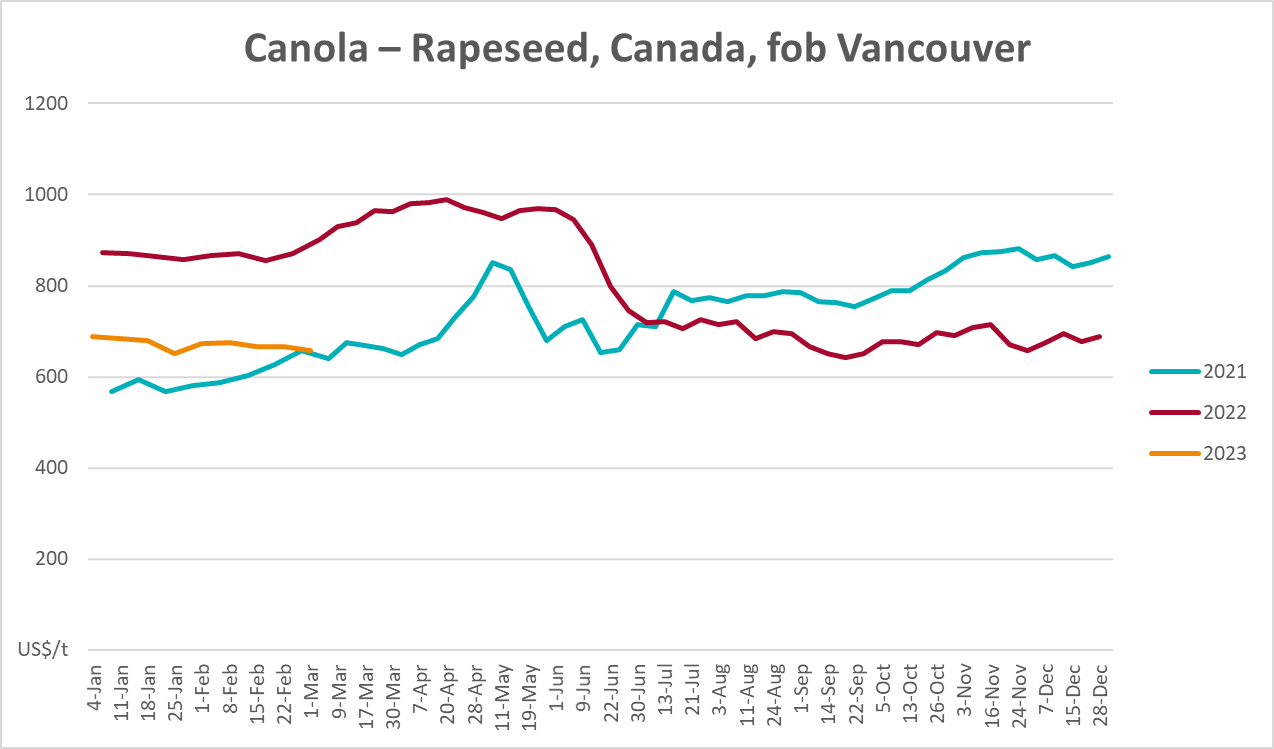 Canola – Rapeseed, Canada, fob Vancouver
1200
1000
800
600
400
200
US$/t
4-Jan
11-Jan
18-Jan
25-Jan
1-Feb
8-Feb
15-Feb
22-Feb
1-Mar
9-Mar
17-Mar
30-Mar
7-Apr
20-Apr
28-Apr
11-May
19-May
1-Jun
9-Jun
22-Jun
30-Jun
13-Jul
21-Jul
3-Aug
11-Aug
24-Aug
1-Sep
14-Sep
22-Sep
5-Oct
13-Oct
26-Oct
3-Nov
16-Nov
24-Nov
7-Dec
15-Dec
28-Dec
2021
2022
2023